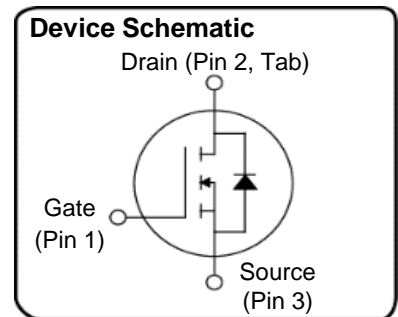 Device Schematic
Drain (Pin 2, Tab)
Gate
(Pin 1)
Source
(Pin 3)